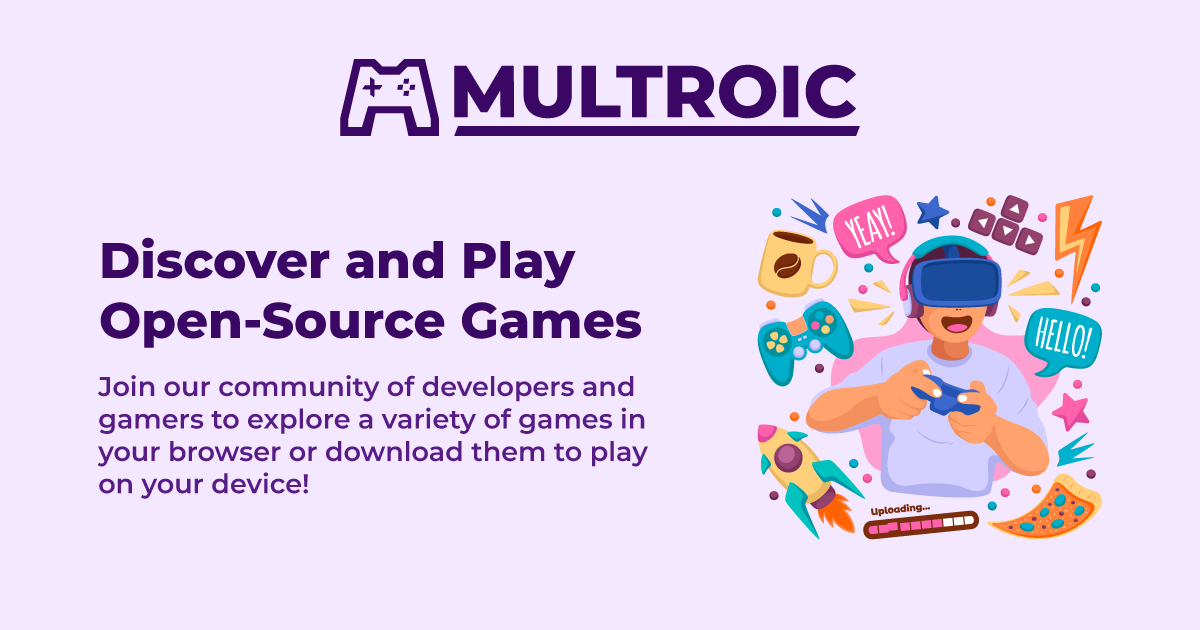 MULTROIC
Discover and Play
Open-Source Games
Join our community of developers and
gamers to explore a variety of games in
your browser or download them to play
on your device!
YEAY!
HELLO!
Uploading...